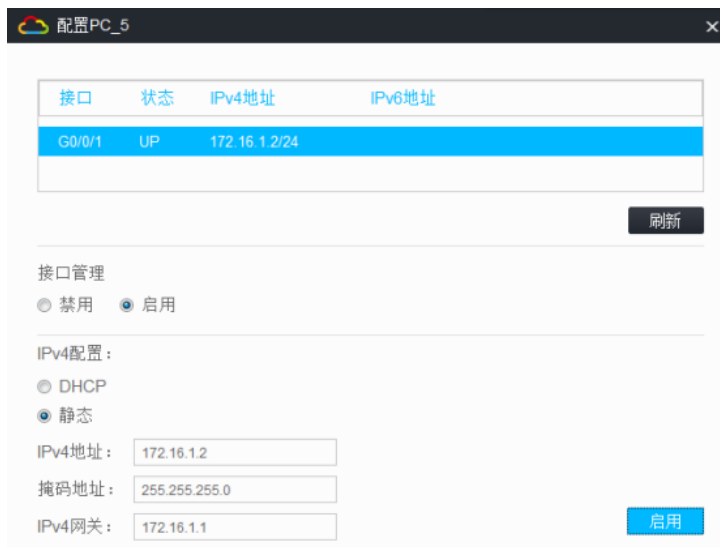 配置PC_5
接口 状态 IPv4地址 IPv6地址
G0/0/1 UP 172.16.1.2/24
刷新
接口管理
禁用 启用
IPv4配置：
DHCP
静态
IPv4地址： 172.16.1.2
掩码地址： 255.255.255.0
IPv4网关： 172.16.1.1 启用